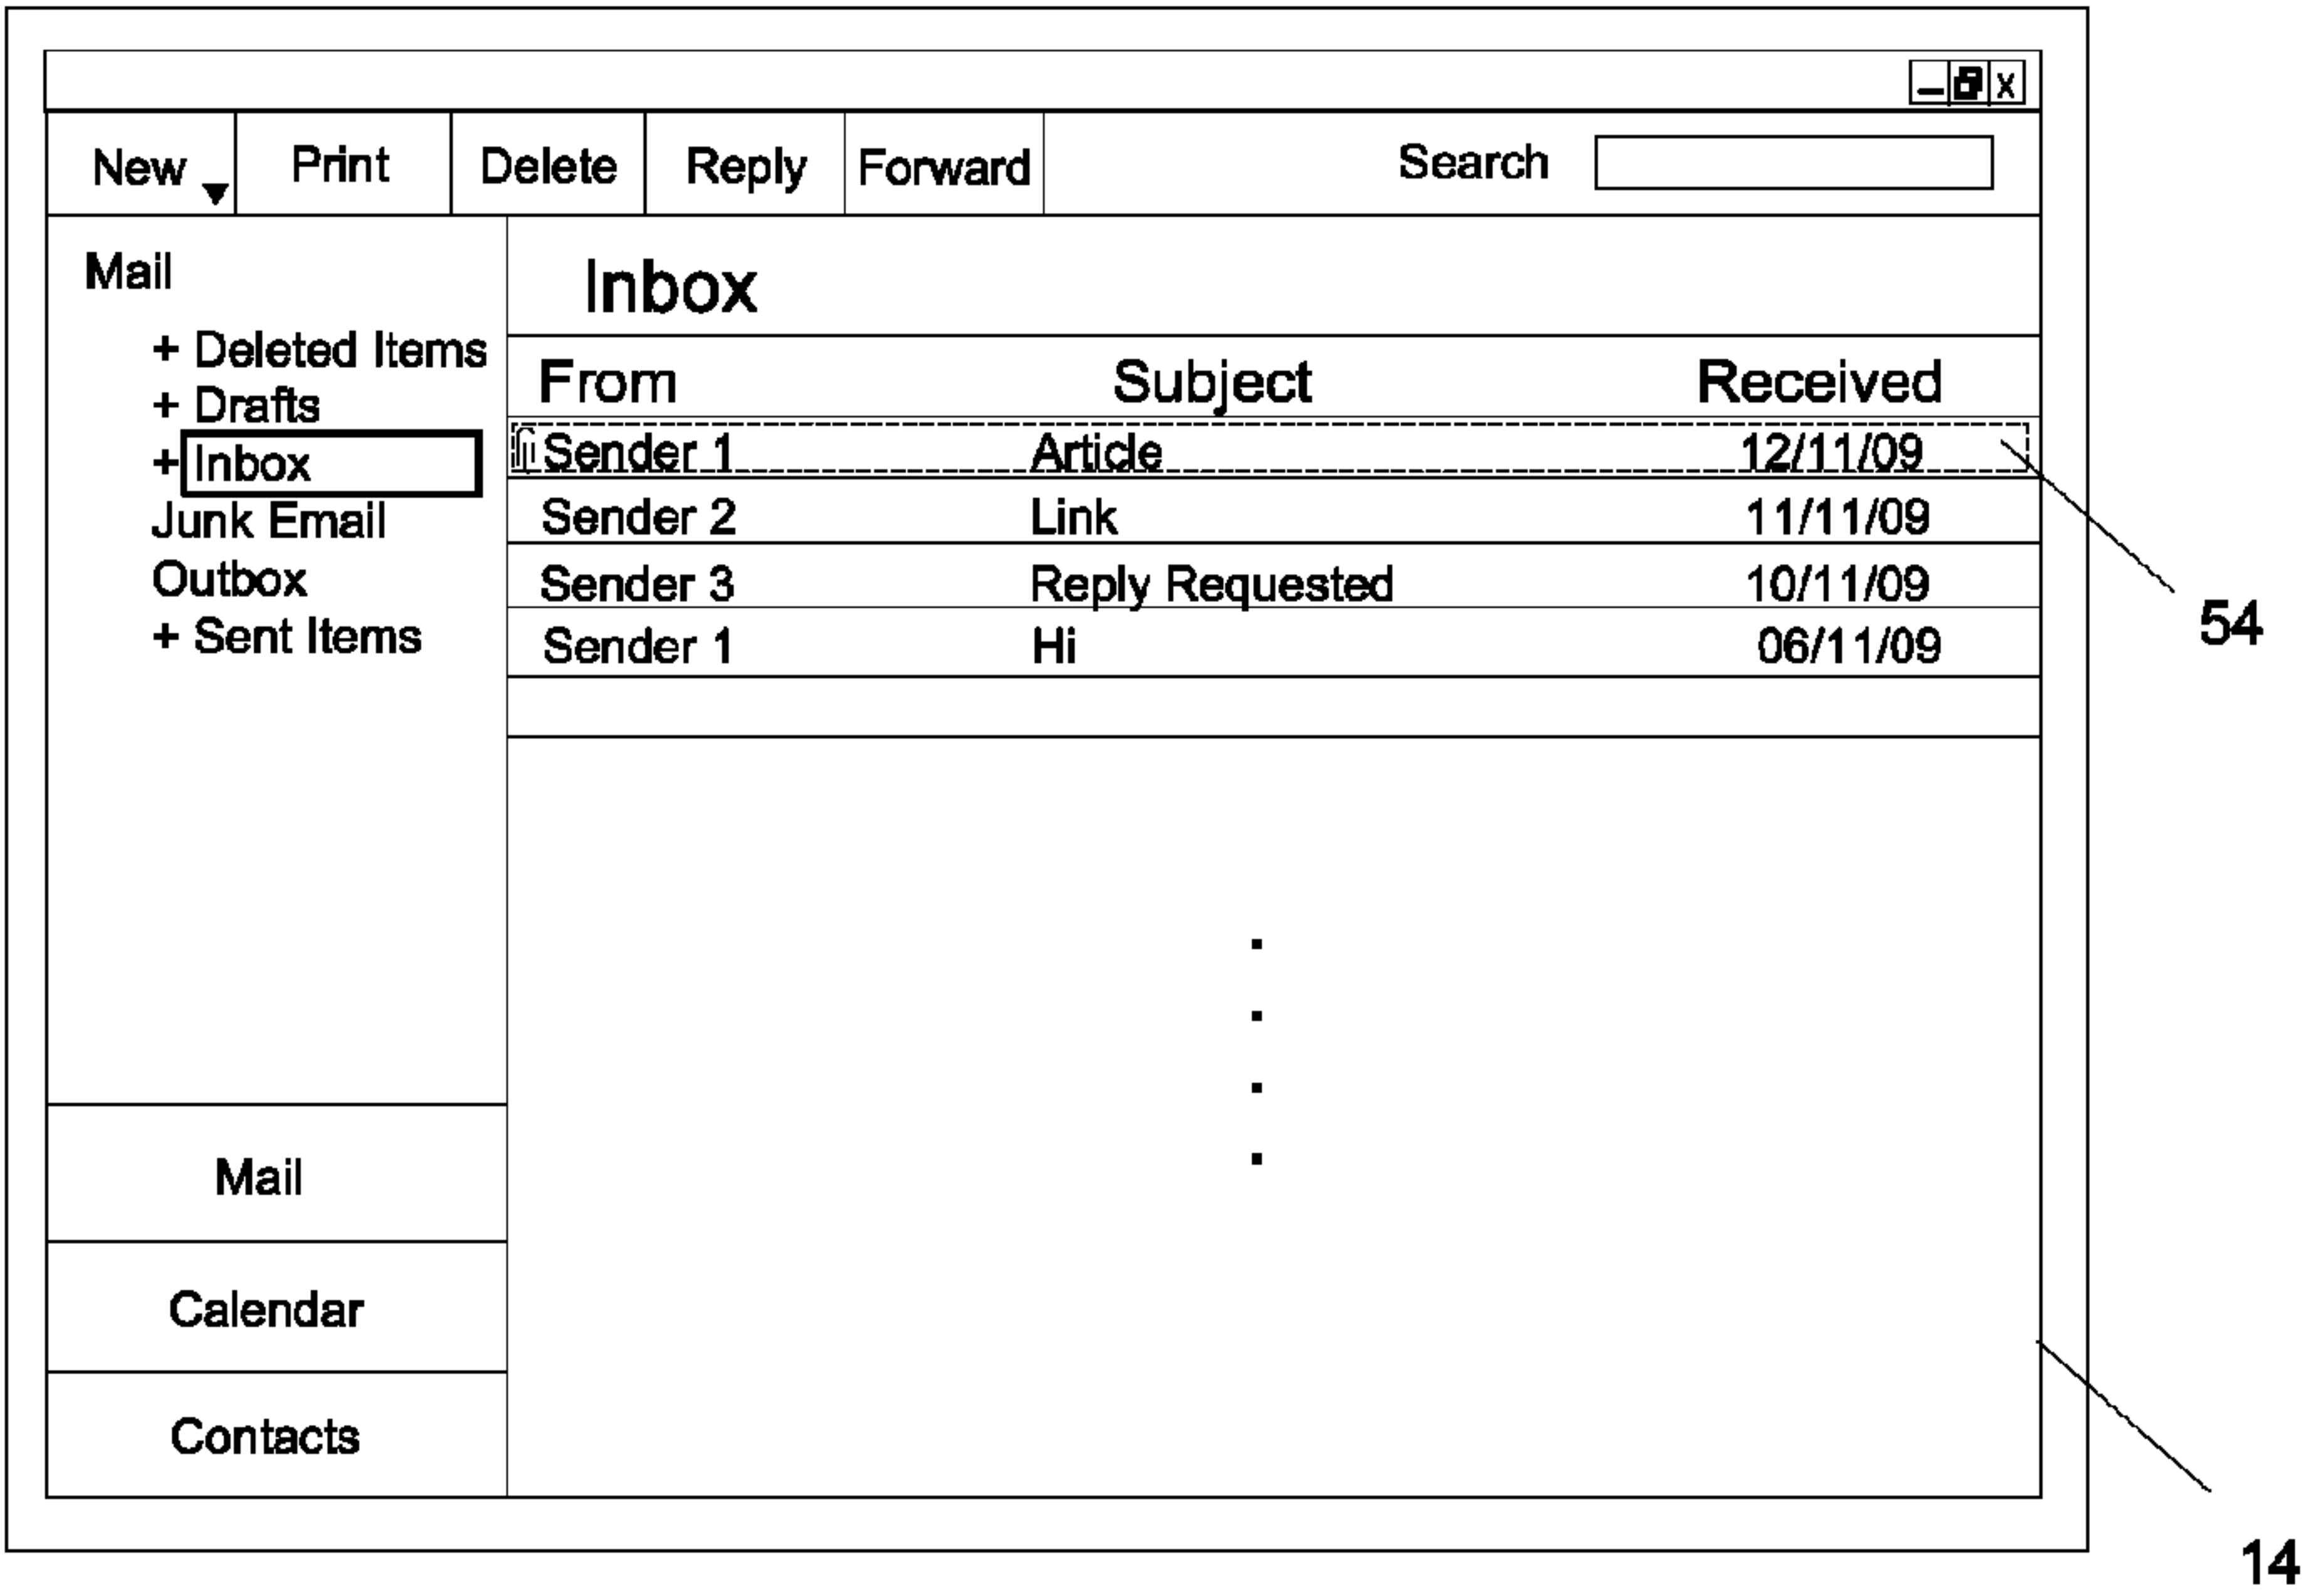 X
New Print Delete Reply Forward Search
Mail
+ Deleted Items
+ Drafts
+ Inbox
Junk Email
Outbox
+ Sent Items
Inbox
From Subject Received
Sender 1 Article 12/11/09
Sender 2 Link 11/11/09
Sender 3 Reply Requested 10/11/09
Sender 1 Hi 06/11/09
54
Mail
Calendar
Contacts
14